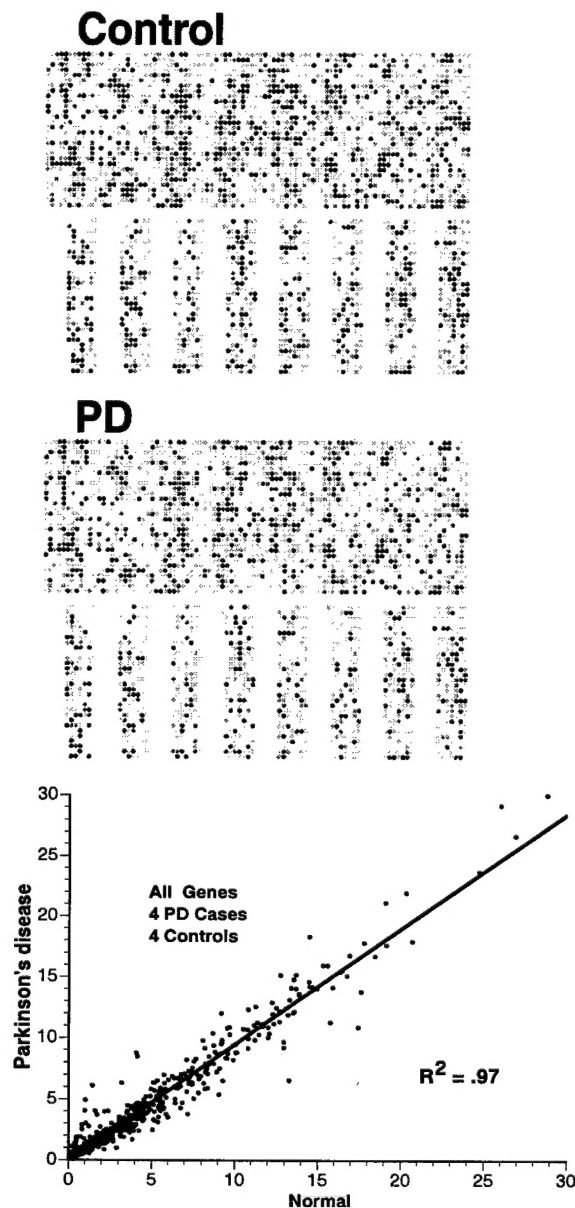 Control
PD
30
25
20
15
10
5
0
Parkinson's disease
All Genes
4 PD Cases
4 Controls
R² = .97
0 5 10 15 20 25 30
Normal